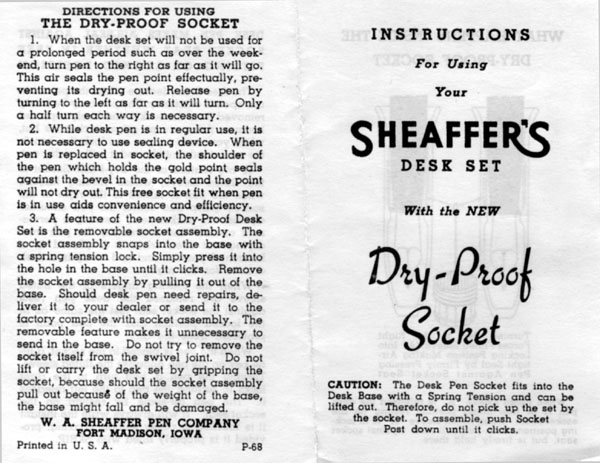 DIRECTIONS FOR USING
THE DRY-PROOF SOCKET
1. When the desk set will not be used for
a prolonged period such as over the week-
end, turn pen to the right as far as it will go.
This air seals the pen point effectually, pre-
venting its drying out. Release pen by
turning to the left as far as it will turn. Only
a half turn each way is necessary.
2. While desk pen is in regular use, it is
not necessary to use sealing device. When
pen is replaced in socket, the shoulder of
the pen which holds the gold point seals
against the bevel in the socket and the point
will not dry out. This free socket fit when pen
is in use aids convenience and efficiency.
3. A feature of the new Dry-Proof Desk
Set is the removable socket assembly. The
socket assembly snaps into the base with
a spring tension lock. Simply press it into
the hole in the base until it clicks. Remove
the socket assembly by pulling it out of the
base. Should desk pen need repairs, de-
liver it to your dealer or send it to the
factory complete with socket assembly. The
removable feature makes it unnecessary to
send in the base. Do not try to remove the
socket itself from the swivel joint. Do not
lift or carry the desk set by gripping the
socket, because should the socket assembly
pull out because of the weight of the base,
the base might fall and be damaged.
W. A. SHEAFFER PEN COMPANY
FORT MADISON, IOWA
Printed in U. S. A. P-68
INSTRUCTIONS
For Using
Your
SHEAFFER'S
DESK SET
With the NEW
Dry-Proof
Socket
CAUTION: The Desk Pen Socket fits into the
Desk Base with a Spring Tension and can be
lifted out. Therefore, do not pick up the set by
the socket. To assemble, push Socket
Post down until it clicks.